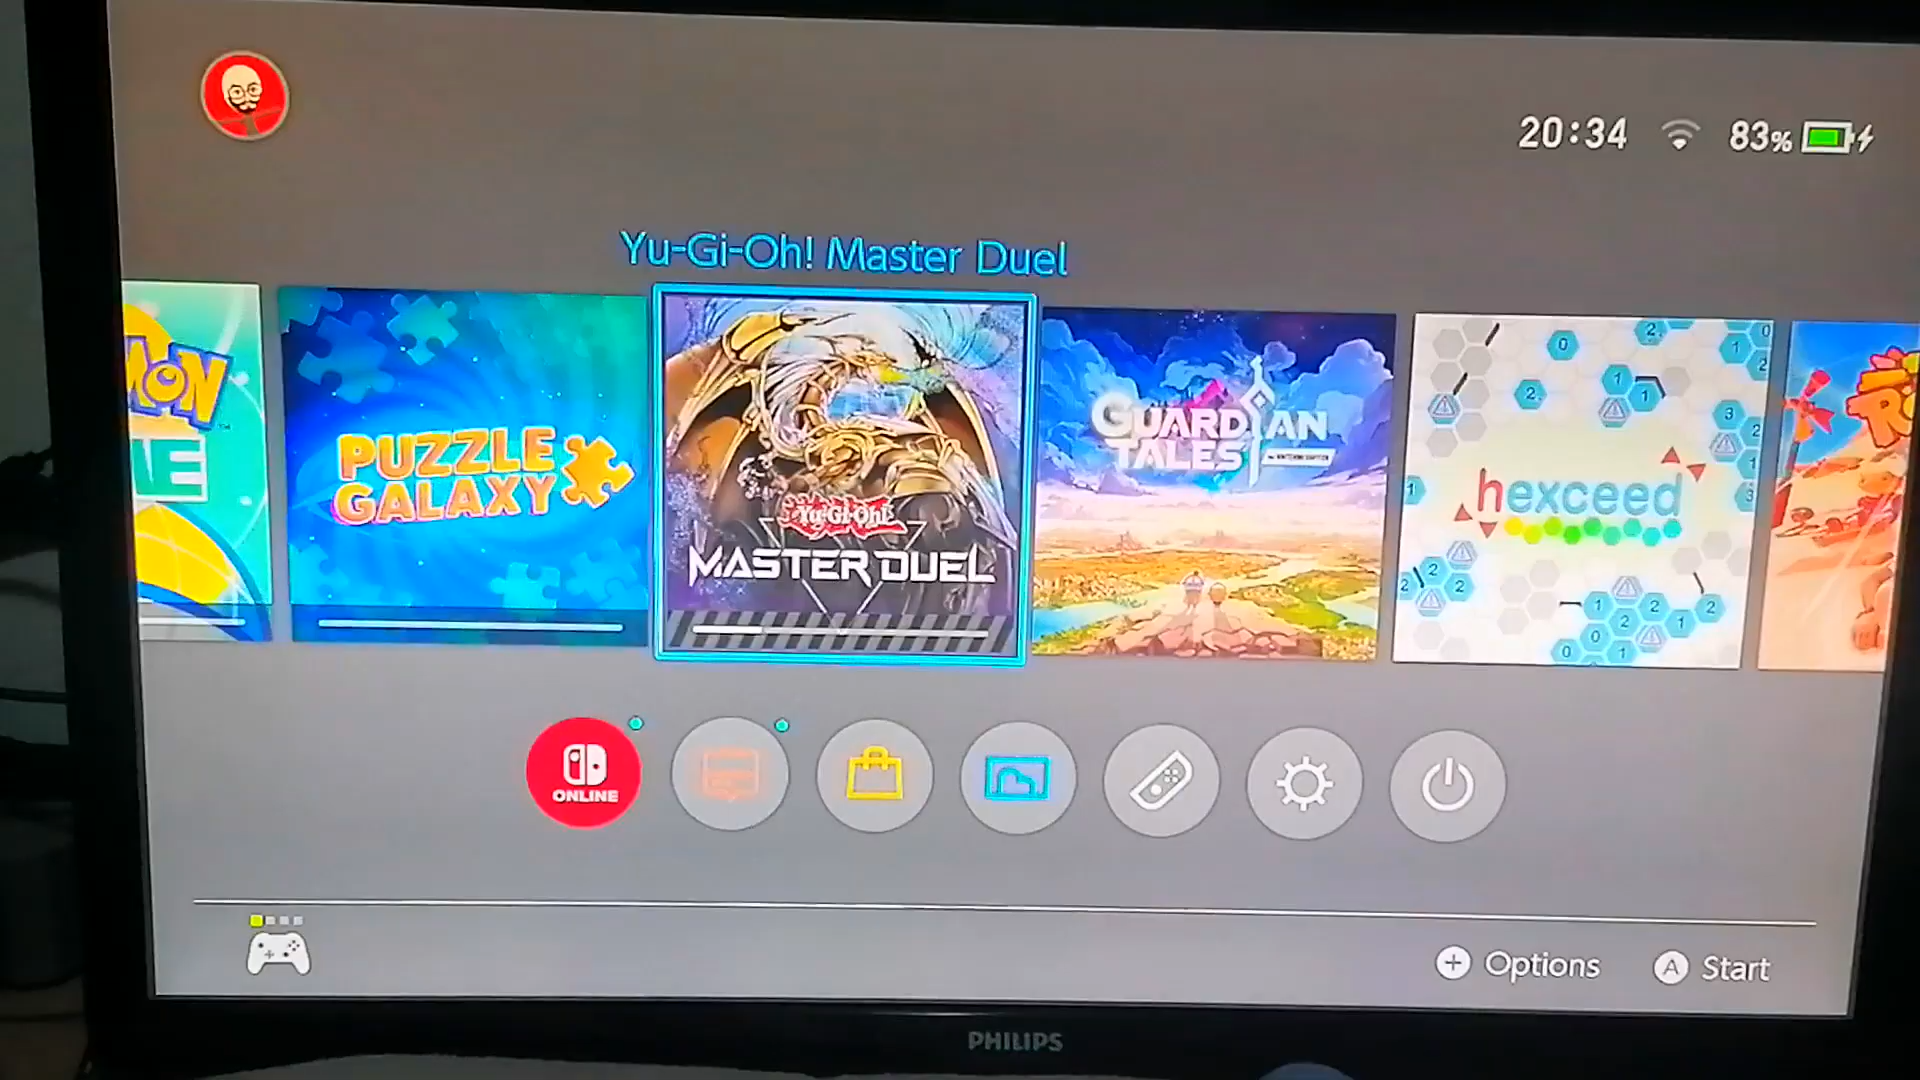 20:34
83%
Yu-Gi-Oh! Master Duel
MON
PUZZLE
GALAXY
Yu-Gi-Oh!
MASTER DUEL
GUARDIAN
TALES
hexceed
ONLINE
Options
A Start
PHILIPS